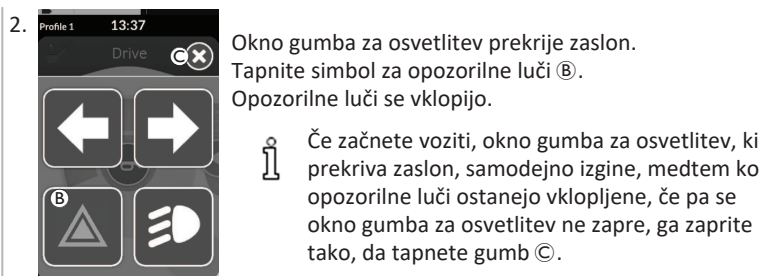 2.
Profile 1 13:37
Drive Ⓒ
Okno gumba za osvetlitev prekrije zaslon.
Tapnite simbol za opozorilne luči Ⓑ.
Opozorilne luči se vklopijo.
Če začnete voziti, okno gumba za osvetlitev, ki
prekriva zaslon, samodejno izgine, medtem ko
opozorilne luči ostanejo vklopljene, če pa se
okno gumba za osvetlitev ne zapre, ga zaprite
tako, da tapnete gumb Ⓒ.
Ⓑ